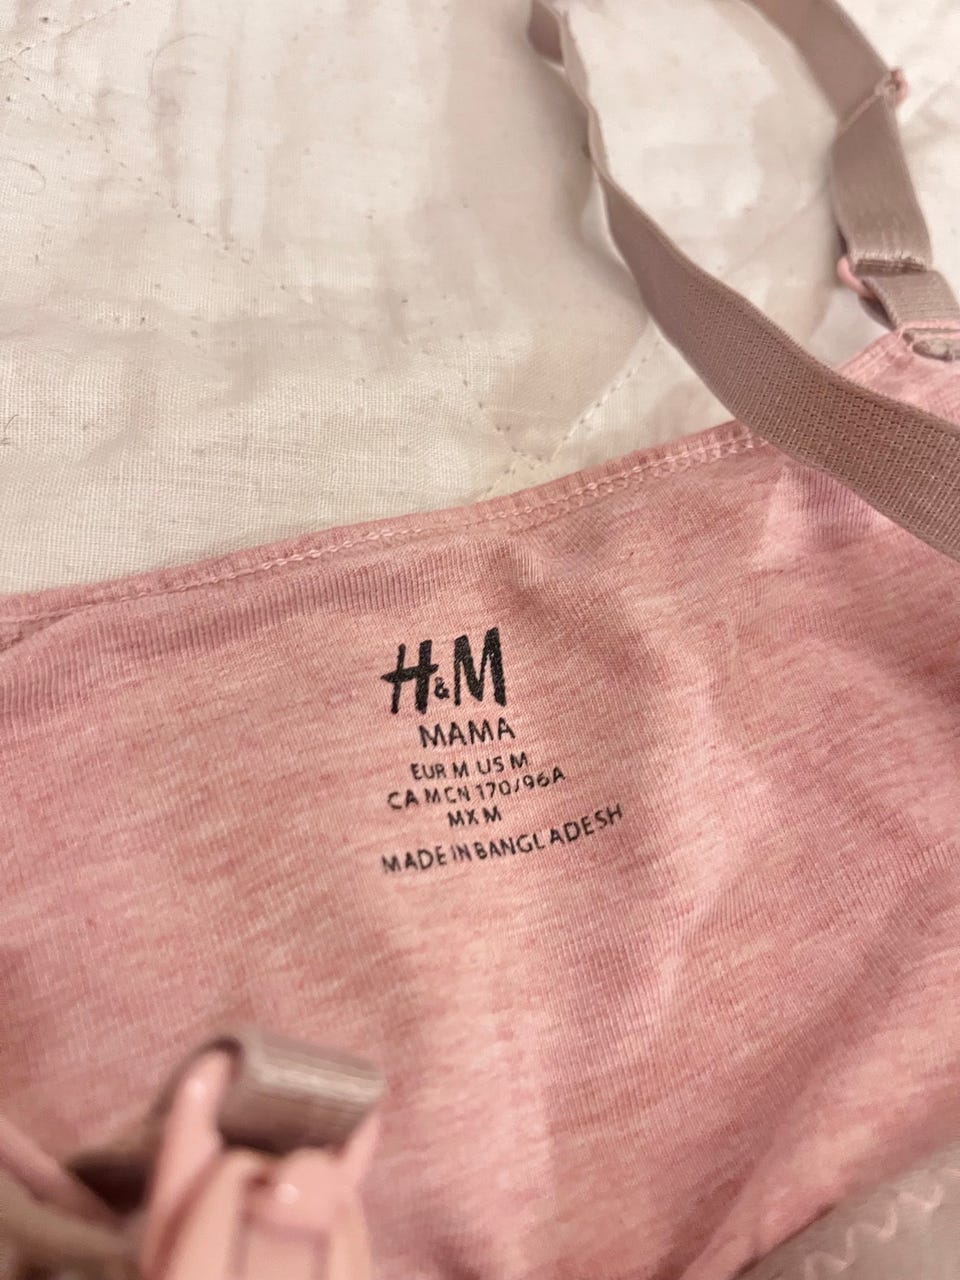 H&M
MAMA
EUR M US M
CA M CN 170/96A
MX M
MADE IN BANGLADESH